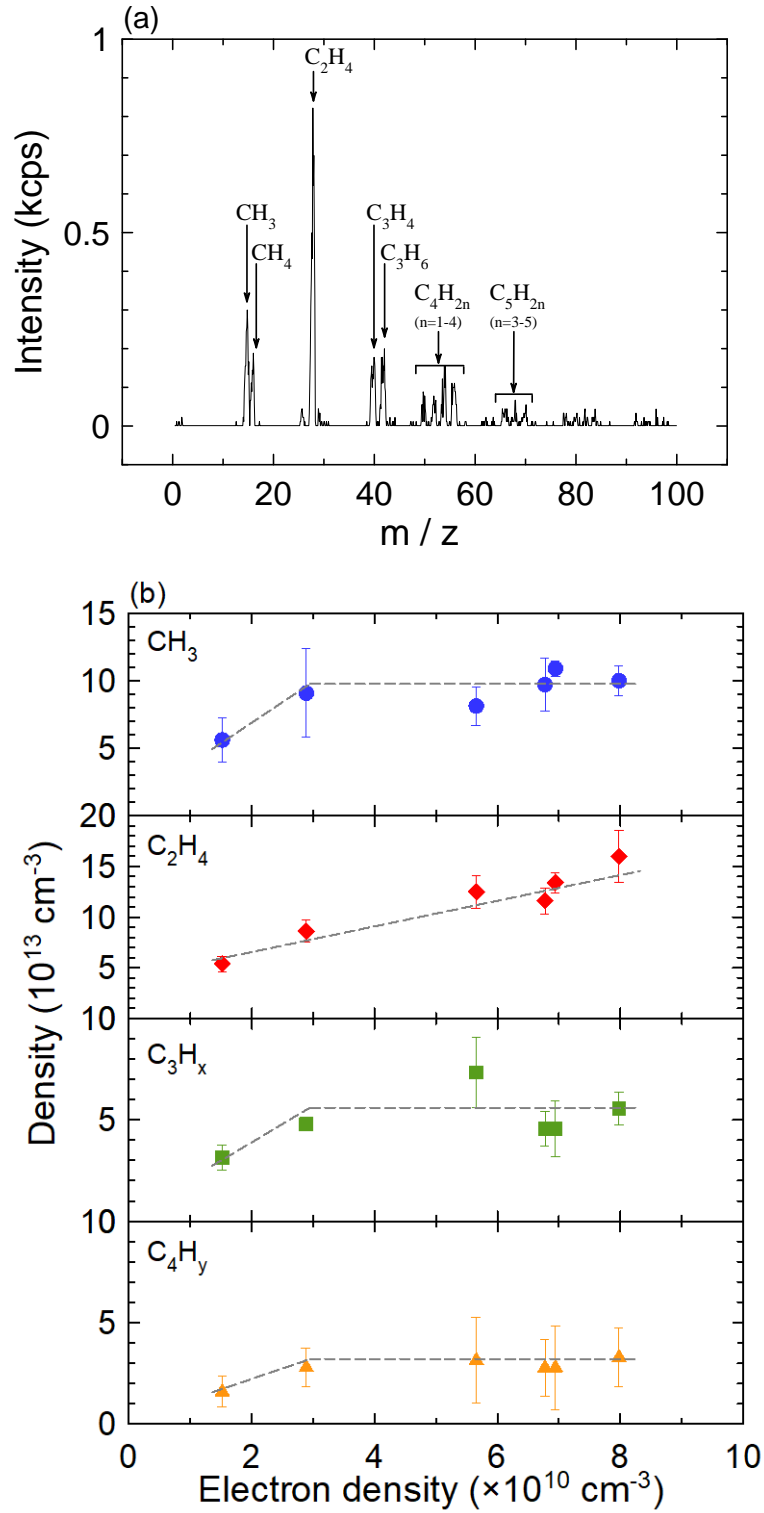 (a)
1
0.5
0
Intensity (kcps)
C₂H₄
CH₃
CH₄
C₃H₄
C₃H₆
C₄H₂ₙ
(n=1-4)
C₅H₂ₙ
(n=3-5)
0 20 40 60 80 100
m / z
(b)
15
10
5
20
15
10
5
10
5
10
5
0
CH₃
C₂H₄
C₃Hₓ
C₄Hᵧ
Density (10¹³ cm⁻³)
0 2 4 6 8 10
Electron density (×10¹⁰ cm⁻³)